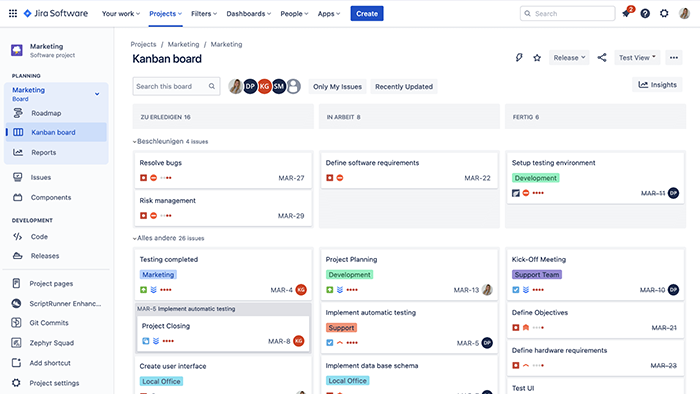 Jira Software Your work Projects Filters Dashboards People Apps Create Search 2
Marketing
Software project
PLANNING
Marketing
Board
Roadmap
Kanban board
Reports
Issues
Components
DEVELOPMENT
Code
Releases
Project pages
ScriptRunner Enhanc...
Git Commits
Zephyr Squad
Add shortcut
Project settings
Projects / Marketing / Marketing
Kanban board
Release
Test View
Search this board
DP KG SM
Only My Issues
Recently Updated
Insights
ZU ERLEDIGEN 16
IN ARBEIT 8
FERTIG 6
Beschleunigen 4 issues
Resolve bugs
MAR-27
Risk management
MAR-29
Define software requirements
MAR-22
Setup testing environment
Development
MAR-11 DP
Alles andere 26 issues
Testing completed
Marketing
MAR-4 KG
MAR-5 Implement automatic testing
Project Closing
MAR-8 KG
Create user interface
Local Office
Project Planning
Development
MAR-13
Implement automatic testing
Support
MAR-5 DP
Implement data base schema
Local Office
Kick-Off Meeting
Support Team
MAR-10 DP
Define Objectives
MAR-21
Define hardware requirements
MAR-23
Test UI